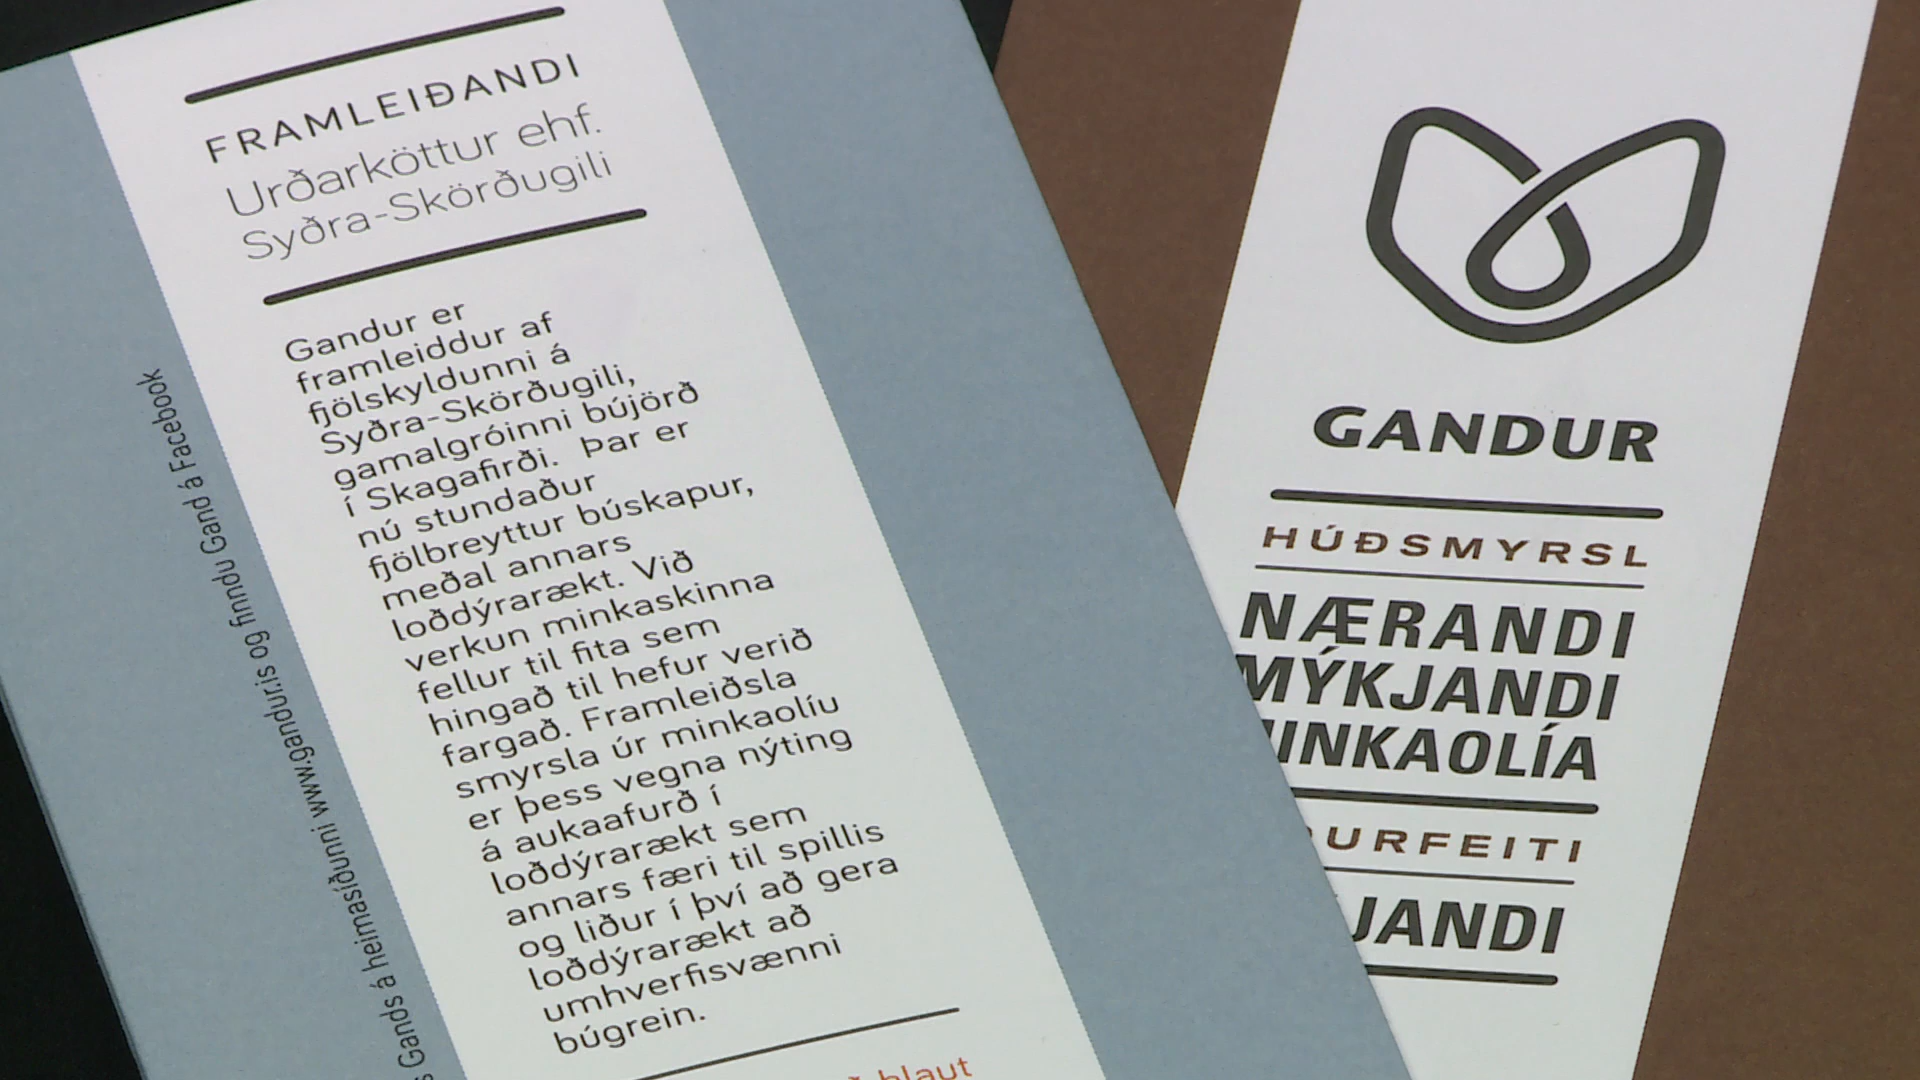 FRAMLEIÐANDI
Urðarköttur ehf.
Syðra-Skörðugili
Gandur er
framleiddur af
fjölskyldunni á
Syðra-Skörðugili,
gamalgróinni bújörð
í Skagafirði. Þar er
nú stundaður
fjölbreyttur búskapur,
meðal annars
loðdýrarækt. Við
verkun minkaskinna
fellur til fita sem
hingað til hefur verið
fargað. Framleiðsla
smyrsla úr minkaolíu
er þess vegna nýting
á aukaafurð í
loðdýrarækt sem
annars færi til spillis
og liður í því að gera
loðdýrarækt að
umhverfisvænni
búgrein.
hlaut
Gands á heimasíðunni www.gandur.is og finndu Gand á Facebook
GANDUR
HÚÐSMYRSL
NÆRANDI
MÝKJANDI
MINKAOLÍA
URFEITI
JANDI